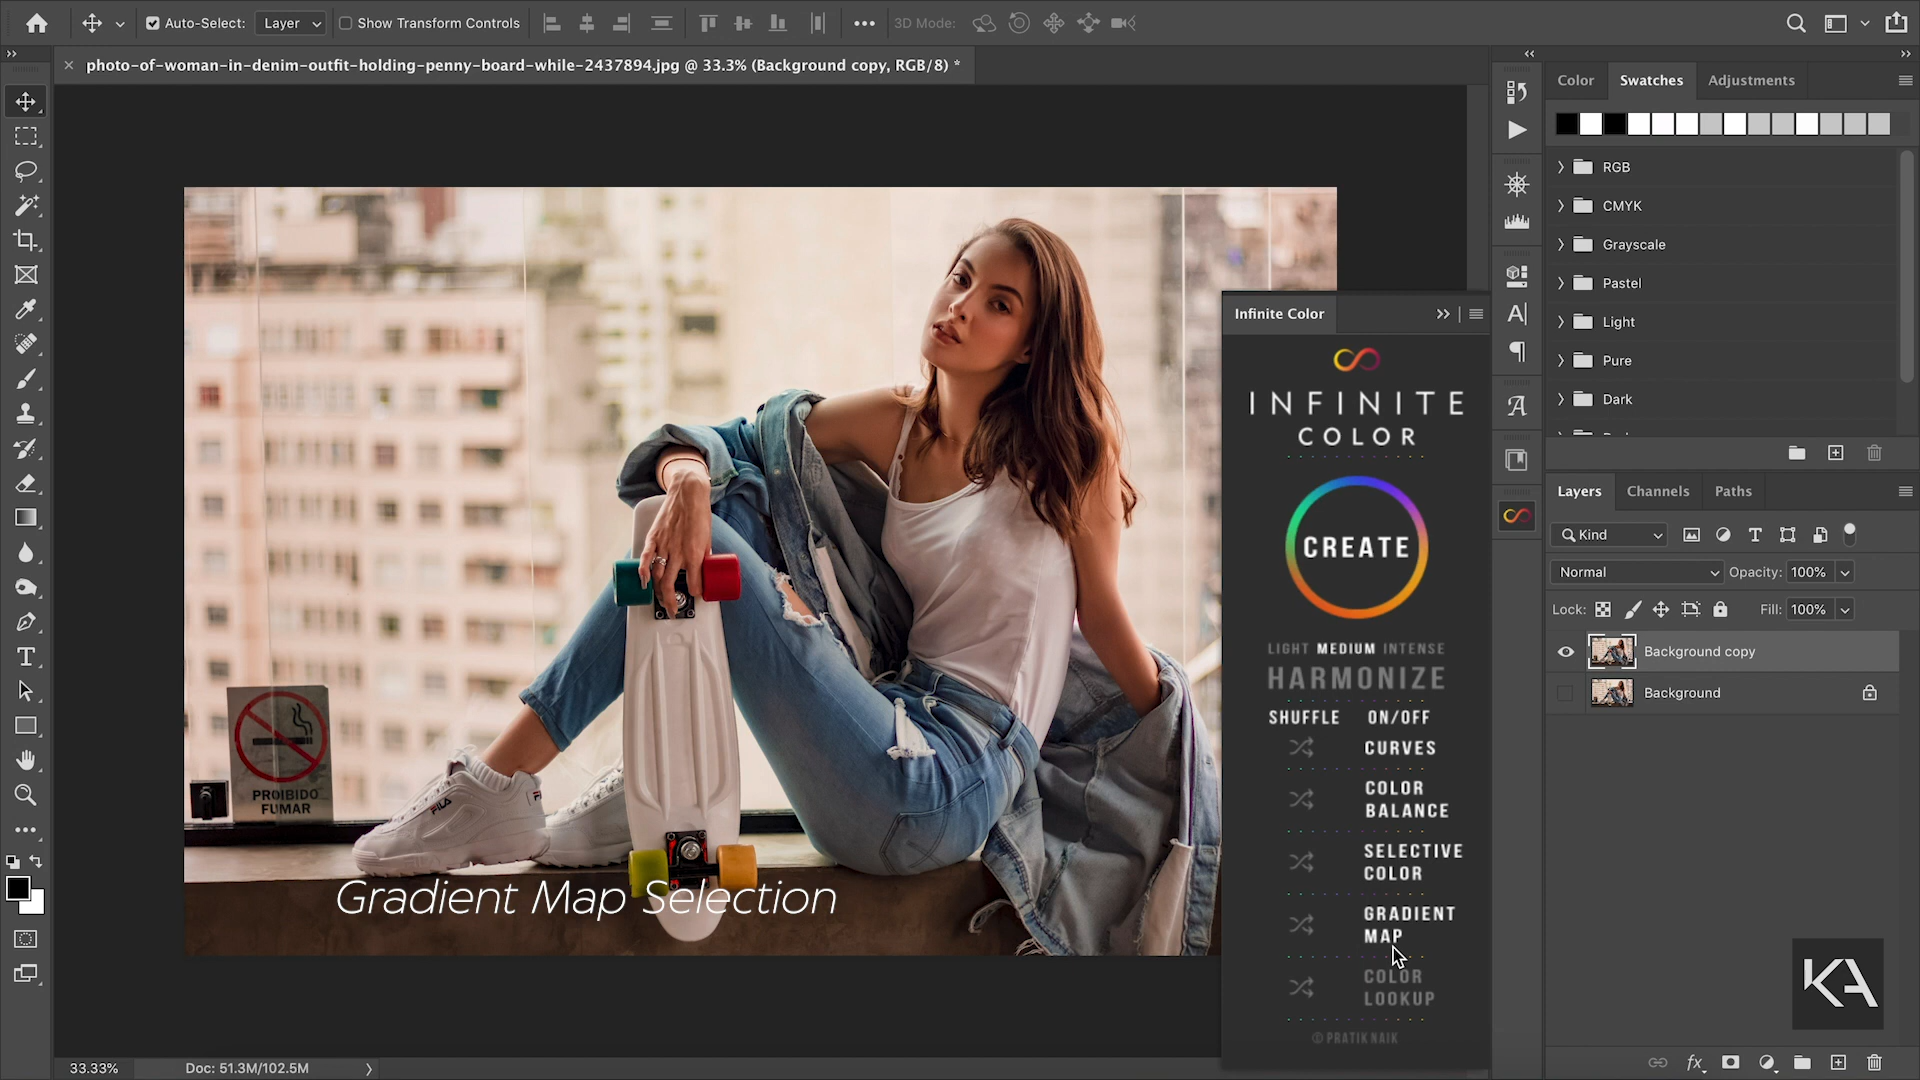 Auto-Select:
Layer
Show Transform Controls
3D Mode:
photo-of-woman-in-denim-outfit-holding-penny-board-while-2437894.jpg @ 33.3% (Background copy, RGB/8) *
Color
Swatches
Adjustments
RGB
CMYK
Grayscale
Pastel
Light
Pure
Dark
Infinite Color
INFINITE
COLOR
CREATE
LIGHT MEDIUM INTENSE
HARMONIZE
SHUFFLE ON/OFF
CURVES
COLOR
BALANCE
SELECTIVE
COLOR
GRADIENT
MAP
COLOR
LOOKUP
© PRATIK NAIK
Layers
Channels
Paths
Kind
Normal
Opacity: 100%
Lock:
Fill: 100%
Background copy
Background
PROIBIDO
FUMAR
FILA
Gradient Map Selection
KA
33.33%
Doc: 51.3M/102.5M